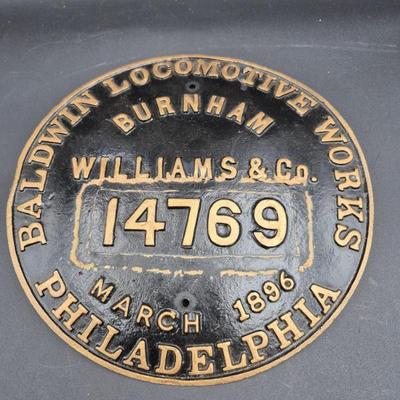 BALDWIN LOCOMOTIVE WORKS
BURNHAM
WILLIAMS & Co.
14769
MARCH 1896
PHILADELPHIA